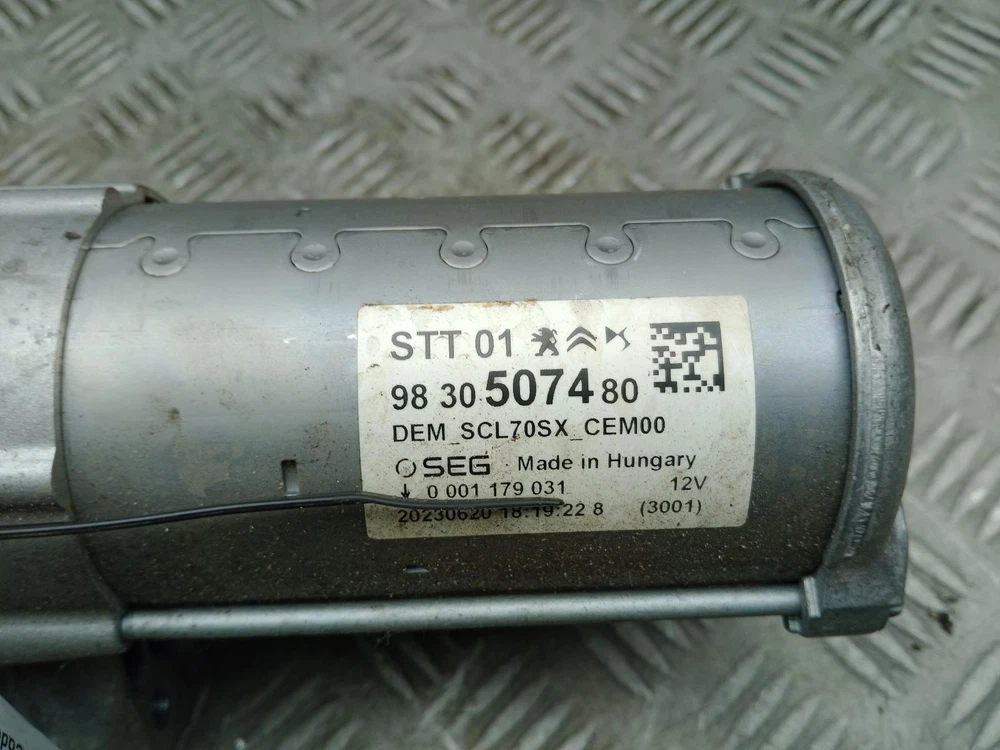 STT 01
98 30 5074 80
DEM_SCL70SX_CEM00
SEG Made in Hungary
0 001 179 031 12V
20230620 18:19:22 8 (3001)